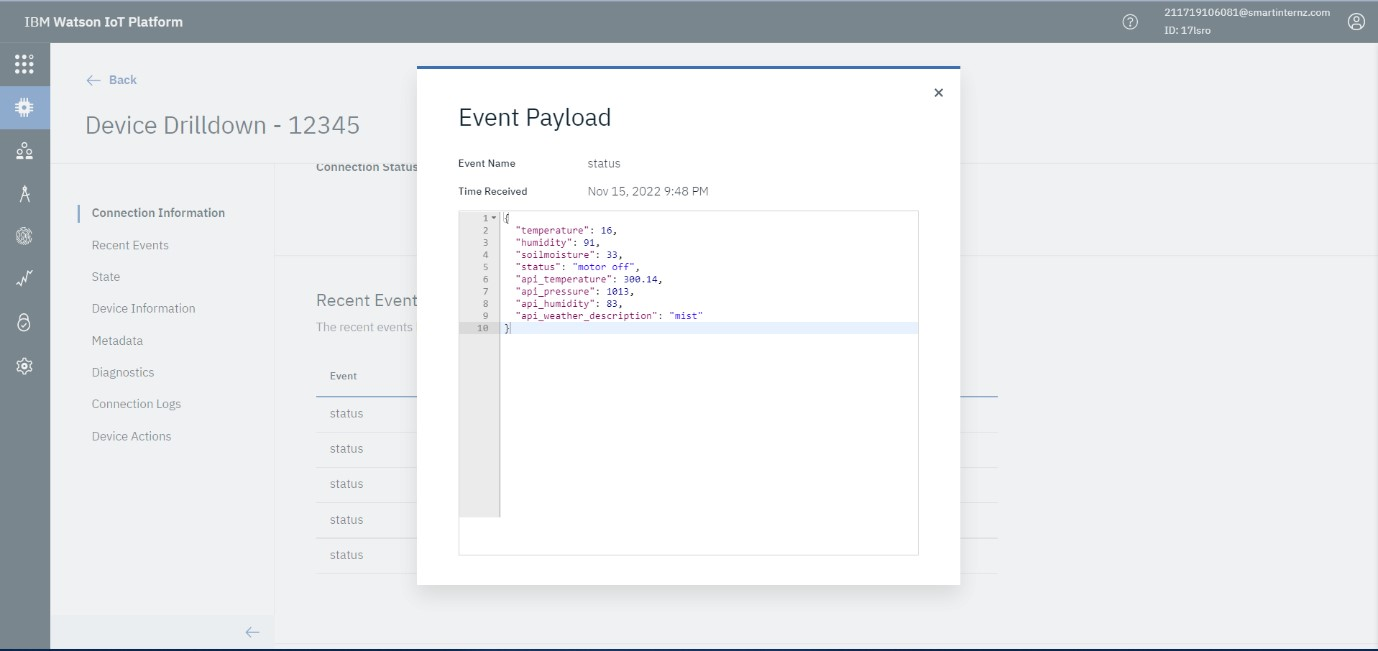 IBM Watson IoT Platform
211719106081@smartinternz.com
ID: 17lsro
Back
Device Drilldown - 12345
Connection Status
Connection Information
Recent Events
State
Device Information
Metadata
Diagnostics
Connection Logs
Device Actions
Recent Event
The recent events
Event
status
status
status
status
status
Event Payload
Event Name status
Time Received Nov 15, 2022 9:48 PM
1 {
2 "temperature": 16,
3 "humidity": 91,
4 "soilmoisture": 33,
5 "status": "motor off",
6 "api_temperature": 300.14,
7 "api_pressure": 1013,
8 "api_humidity": 83,
9 "api_weather_description": "mist"
10 }